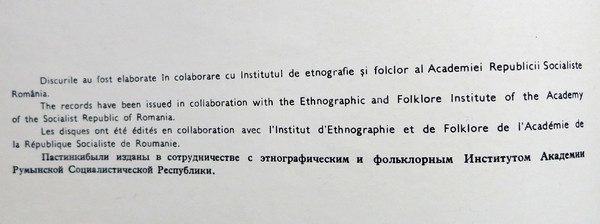 Discurile au fost elaborate în colaborare cu Institutul de etnografie și folclor al Academiei Republicii Socialiste
România.
The records have been issued in collaboration with the Ethnographic and Folklore Institute of the Academy
of the Socialist Republic of Romania.
Les disques ont été édités en collaboration avec l'Institut d'Ethnographie et de Folklore de l'Académie de
la République Socialiste de Roumanie.
Пастинкибыли изданы в сотрудничестве с этнографическим и фольклорным Институтом Академии
Румынской Социалистической Республики.